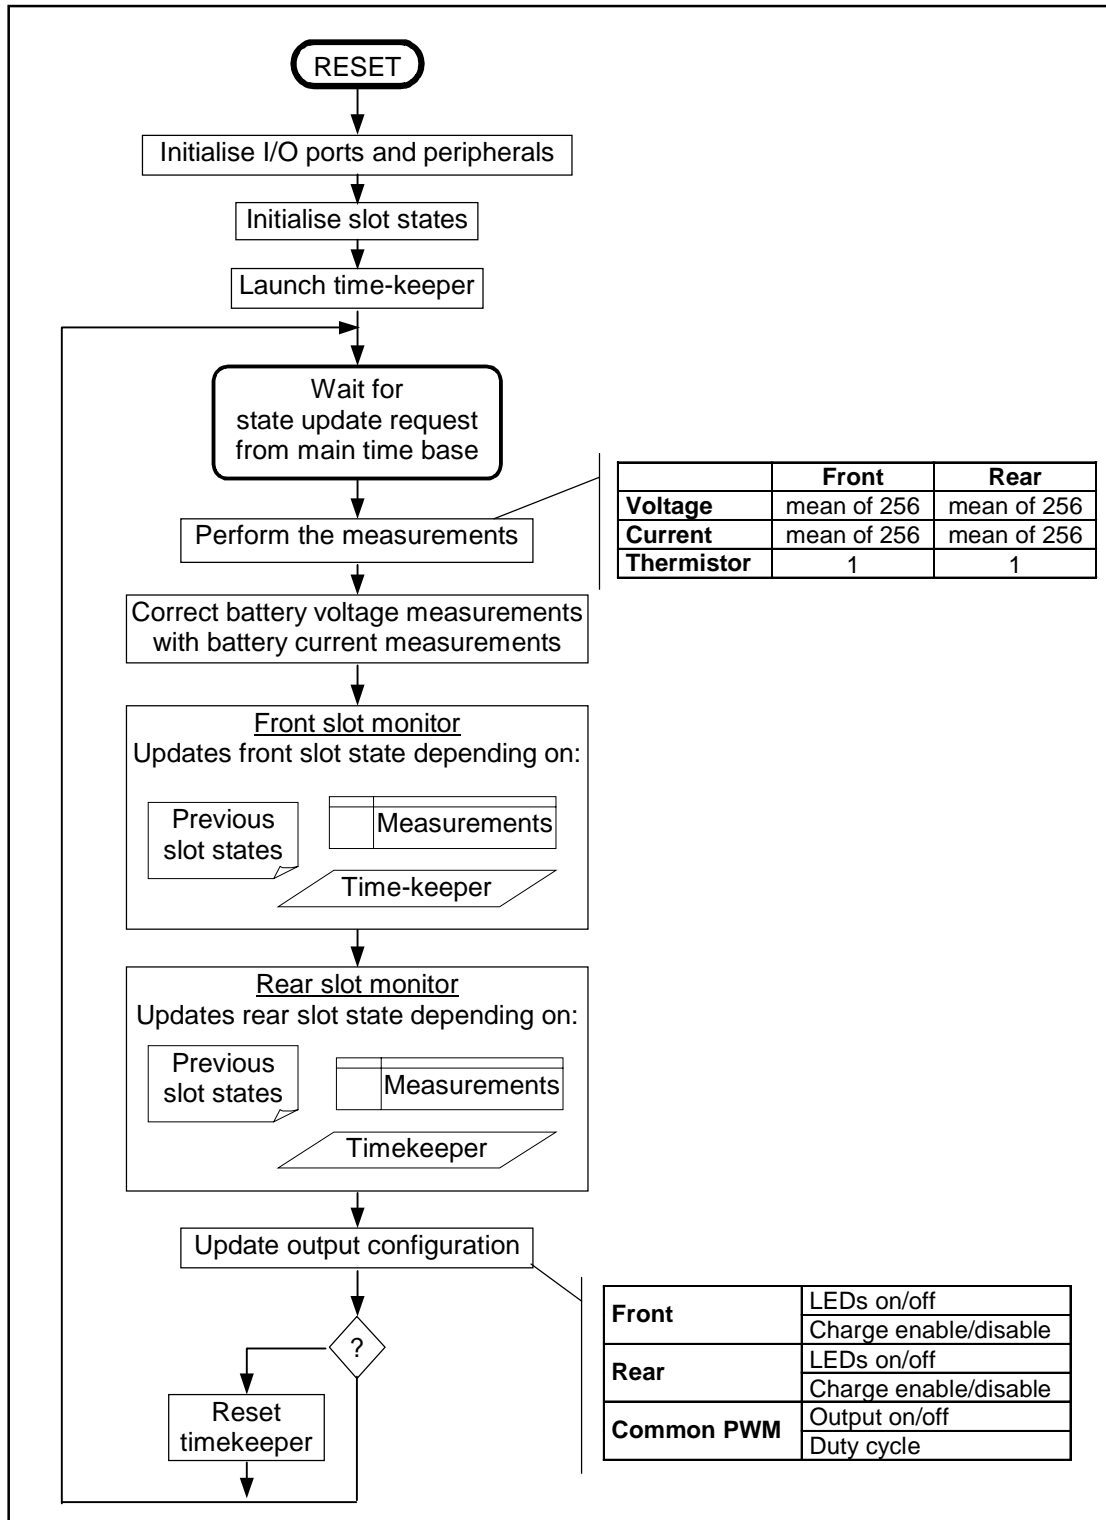 RESET
Initialise I/O ports and peripherals
Initialise slot states
Launch time-keeper
Wait for
state update request
from main time base
Front Rear
Voltage mean of 256 mean of 256
Current mean of 256 mean of 256
Thermistor 1 1
Perform the measurements
Correct battery voltage measurements
with battery current measurements
Front slot monitor
Updates front slot state depending on:
Previous
slot states
Measurements
Time-keeper
Rear slot monitor
Updates rear slot state depending on:
Previous
slot states
Measurements
Timekeeper
Update output configuration
Front LEDs on/off
Charge enable/disable
Rear LEDs on/off
Charge enable/disable
Common PWM Output on/off
Duty cycle
?
Reset
timekeeper